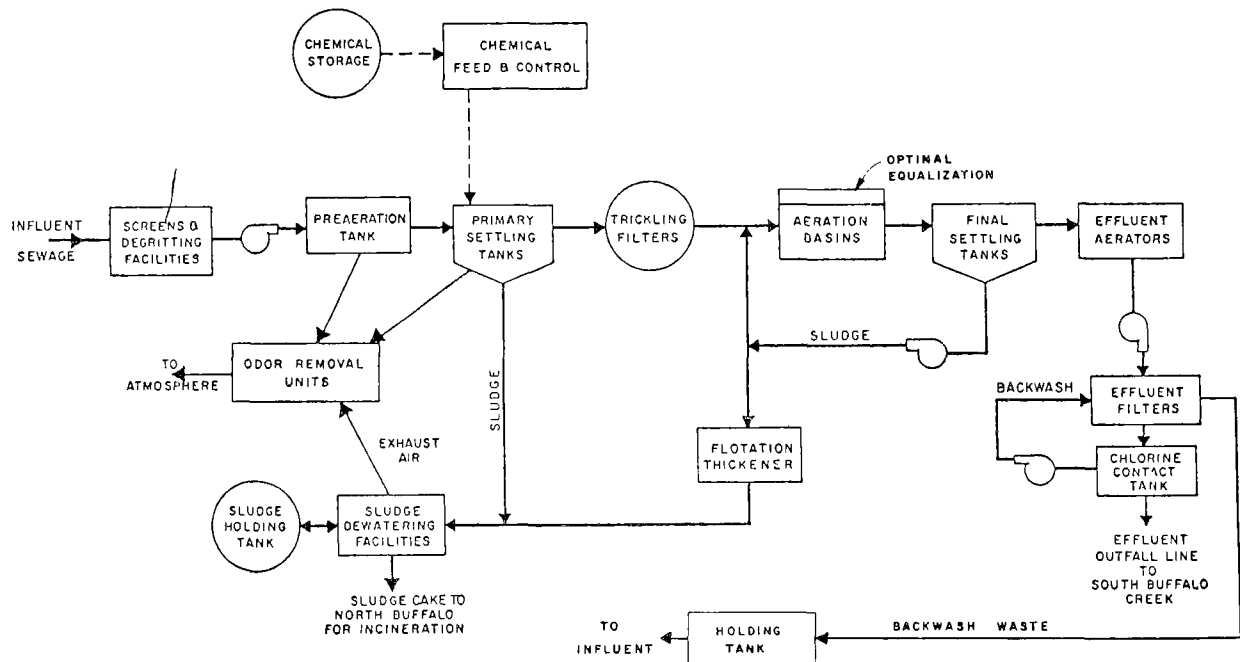 CHEMICAL
STORAGE
CHEMICAL
FEED & CONTROL
OPTINAL
EQUALIZATION
INFLUENT
SEWAGE
SCREENS &
DEGRITTING
FACILITIES
PREAERATION
TANK
PRIMARY
SETTLING
TANKS
TRICKLING
FILTERS
AERATION
BASINS
FINAL
SETTLING
TANKS
EFFLUENT
AERATORS
SLUDGE
TO
ATMOSPHERE
ODOR REMOVAL
UNITS
SLUDGE
BACKWASH
EFFLUENT
FILTERS
EXHAUST
AIR
FLOTATION
THICKENER
CHLORINE
CONTACT
TANK
SLUDGE
HOLDING
TANK
SLUDGE
DEWATERING
FACILITIES
EFFLUENT
OUTFALL LINE
TO
SOUTH BUFFALO
CREEK
SLUDGE CAKE TO
NORTH BUFFALO
FOR INCINERATION
TO
INFLUENT
HOLDING
TANK
BACKWASH WASTE